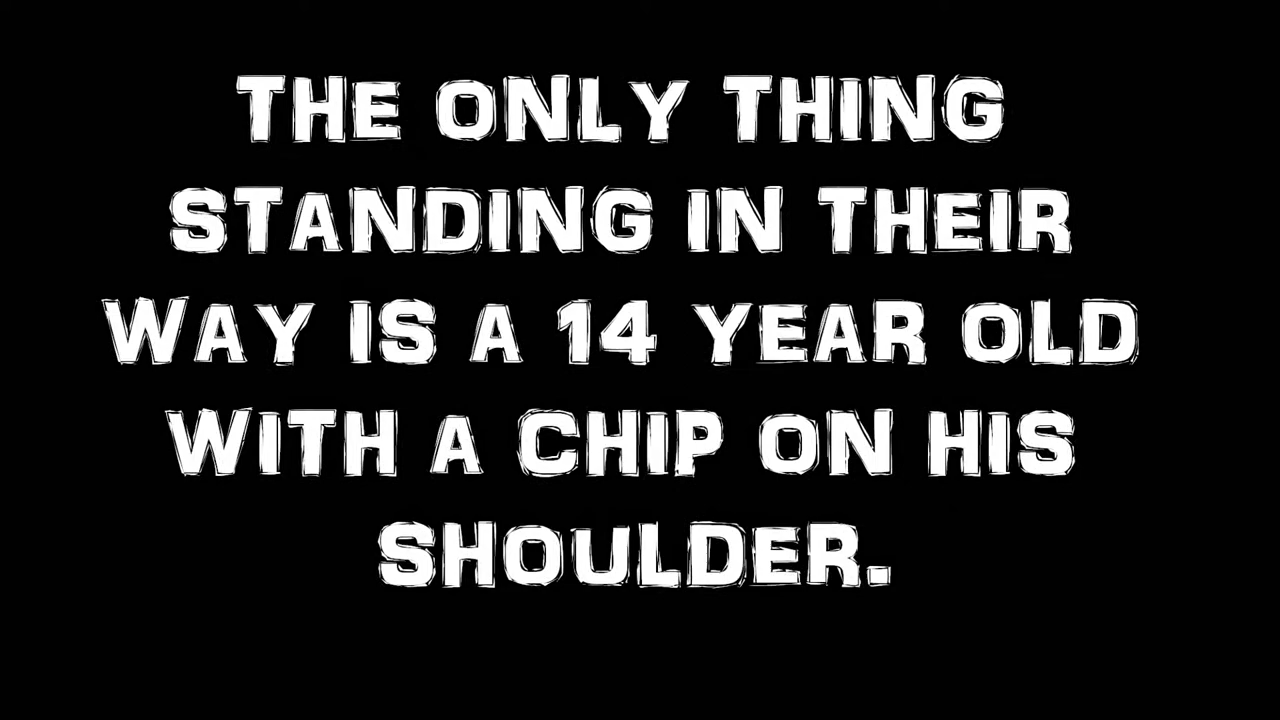 THE ONLY THING
STANDING IN THEIR
WAY IS A 14 YEAR OLD
WITH A CHIP ON HIS
SHOULDER.